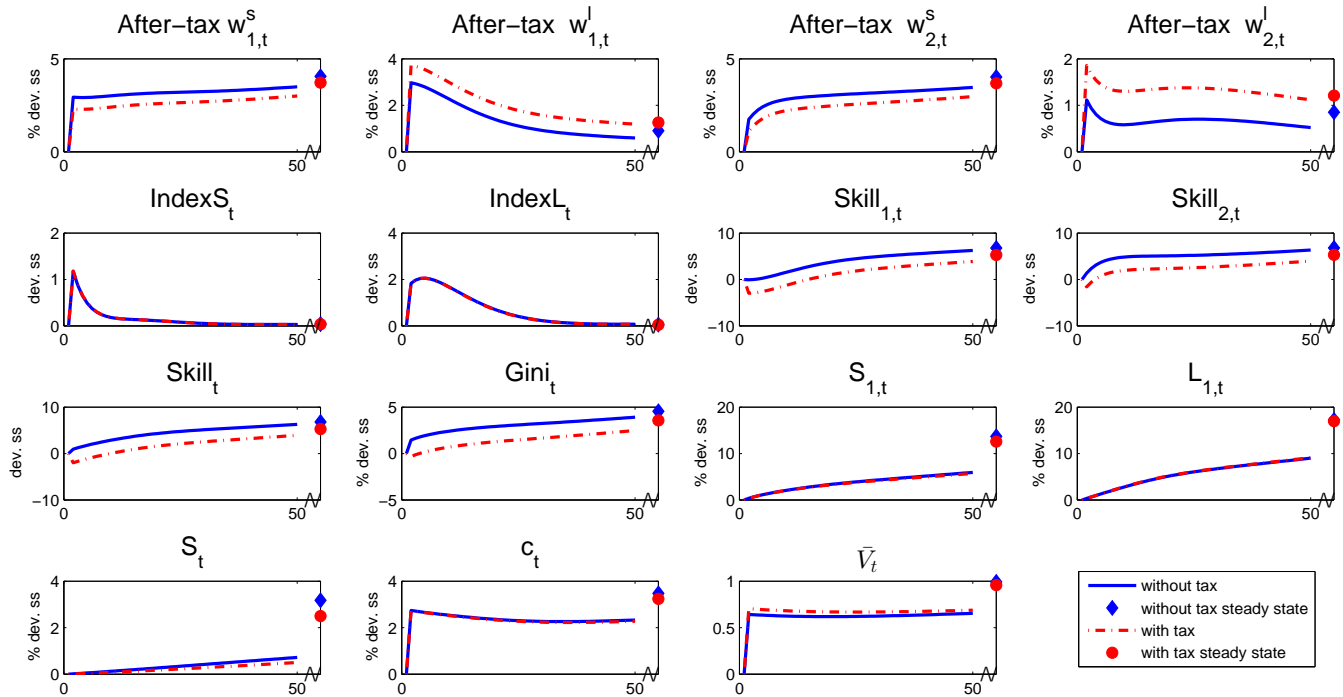 After-tax w^s_{1,t}
5
% dev. ss
0
0
50
After-tax w^l_{1,t}
4
2
0
0
50
After-tax w^s_{2,t}
5
% dev. ss
0
0
50
After-tax w^l_{2,t}
2
1
0
0
50
IndexS_t
2
1
dev. ss
0
0
50
IndexL_t
4
2
0
0
50
Skill_{1,t}
10
0
dev. ss
−10
0
50
Skill_{2,t}
10
0
dev. ss
−10
0
50
Skill_t
10
0
dev. ss
−10
0
50
Gini_t
5
0
% dev. ss
−5
0
50
S_{1,t}
20
10
% dev. ss
0
0
50
L_{1,t}
20
10
% dev. ss
0
0
50
S_t
4
2
% dev. ss
0
0
50
c_t
4
2
% dev. ss
0
0
50
V̄_t
1
0.5
% dev. ss
0
0
50
without tax
without tax steady state
with tax
with tax steady state